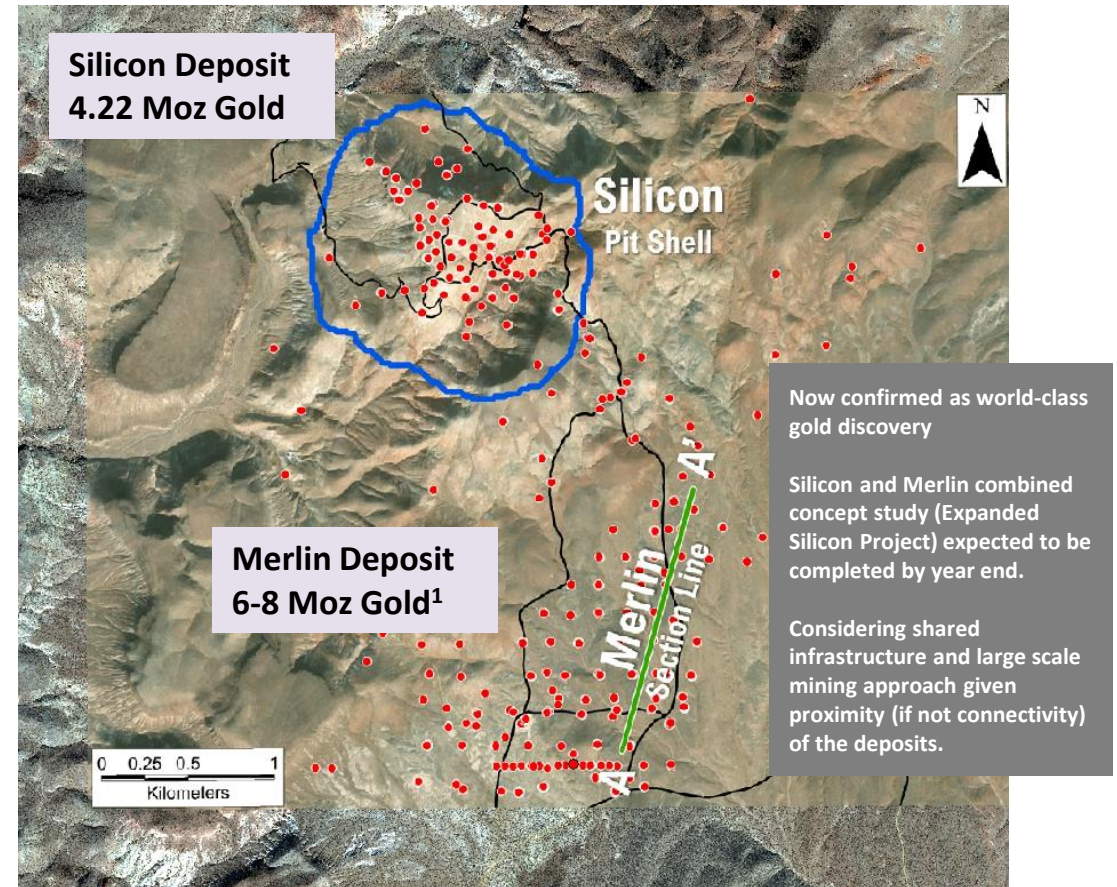 Silicon Deposit
4.22 Moz Gold
N
Silicon
Pit Shell
Now confirmed as world-class
gold discovery
Silicon and Merlin combined
concept study (Expanded
Silicon Project) expected to be
completed by year end.
Considering shared
infrastructure and large scale
mining approach given
proximity (if not connectivity)
of the deposits.
A'
Merlin Deposit
6-8 Moz Gold¹
Merlin
Section Line
A
0 0.25 0.5 1
Kilometers